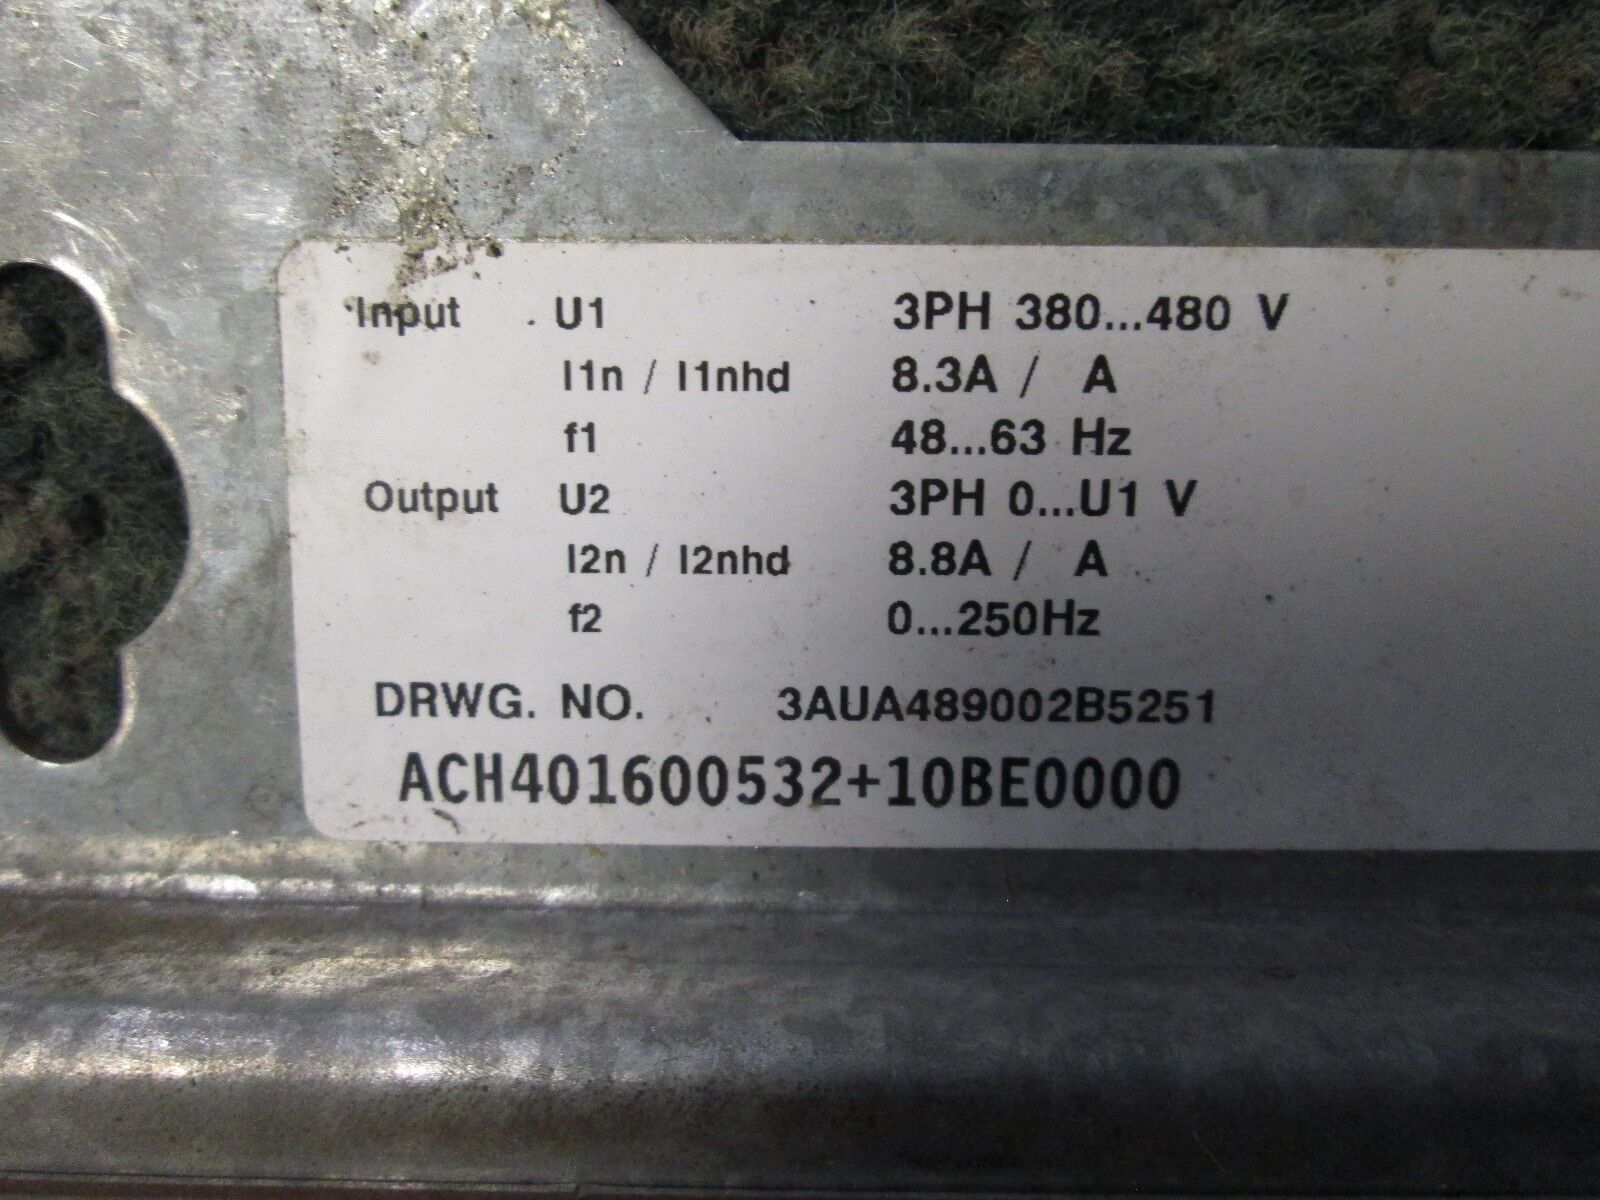 Input U1 3PH 380...480 V
I1n / I1nhd 8.3A / A
f1 48...63 Hz
Output U2 3PH 0...U1 V
I2n / I2nhd 8.8A / A
f2 0...250Hz
DRWG. NO. 3AUA489002B5251
ACH401600532+10BE0000